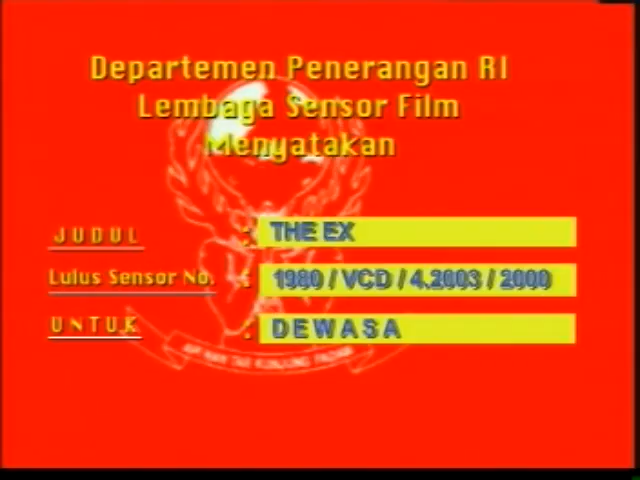 Departemen Penerangan RI
Lembaga Sensor Film
Menyatakan
JUDUL : THE EX
Lulus Sensor No. : 1980 / VCD / 4.2003 / 2000
UNTUK : DEWASA